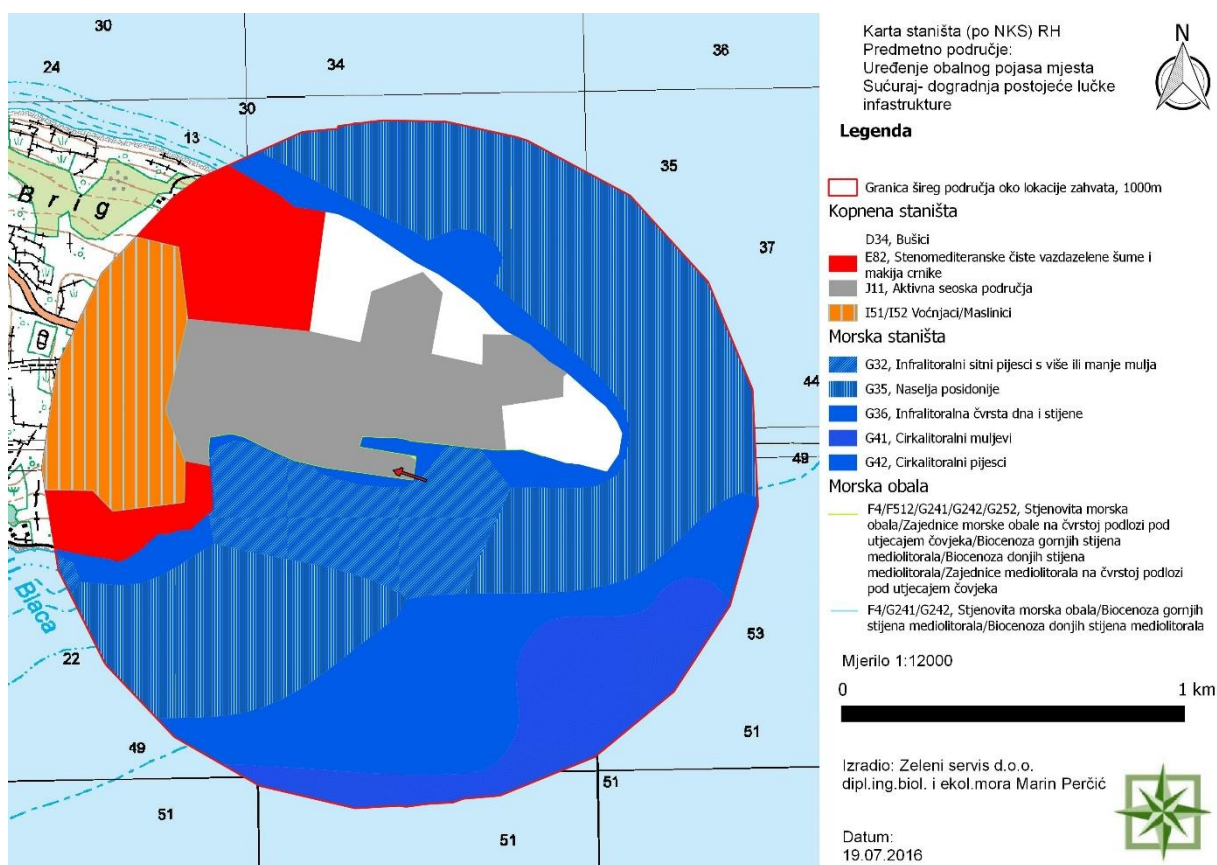 30
24
34
36
30
13
35
Brig
37
44
49
Blaca
22
53
49
51
51
51
51
Karta staništa (po NKS) RH
Predmetno područje:
Uređenje obalnog pojasa mjesta
Sućuraj- dogradnja postojeće lučke
infastrukture
N
Legenda
Granica šireg područja oko lokacije zahvata, 1000m
Kopnena staništa
D34, Bušici
E82, Stenomediteranske čiste vazdazelene šume i
makija crnike
J11, Aktivna seoska područja
I51/I52 Voćnjaci/Maslinici
Morska staništa
G32, Infralitoralni sitni pijesci s više ili manje mulja
G35, Naselja posidonije
G36, Infralitoralna čvrsta dna i stijene
G41, Cirkalitoralni muljevi
G42, Cirkalitoralni pijesci
Morska obala
F4/F512/G241/G242/G252, Stjenovita morska
obala/Zajednice morske obale na čvrstoj podlozi pod
utjecajem čovjeka/Biocenoza gornjih stijena
mediolitorala/Biocenoza donjih stijena
mediolitorala/Zajednice mediolitorala na čvrstoj podlozi
pod utjecajem čovjeka
F4/G241/G242, Stjenovita morska obala/Biocenoza gornjih
stijena mediolitorala/Biocenoza donjih stijena mediolitorala
Mjerilo 1:12000
0 1 km
Izradio: Zeleni servis d.o.o.
dipl.ing.biol. i ekol.mora Marin Perčić
Datum:
19.07.2016